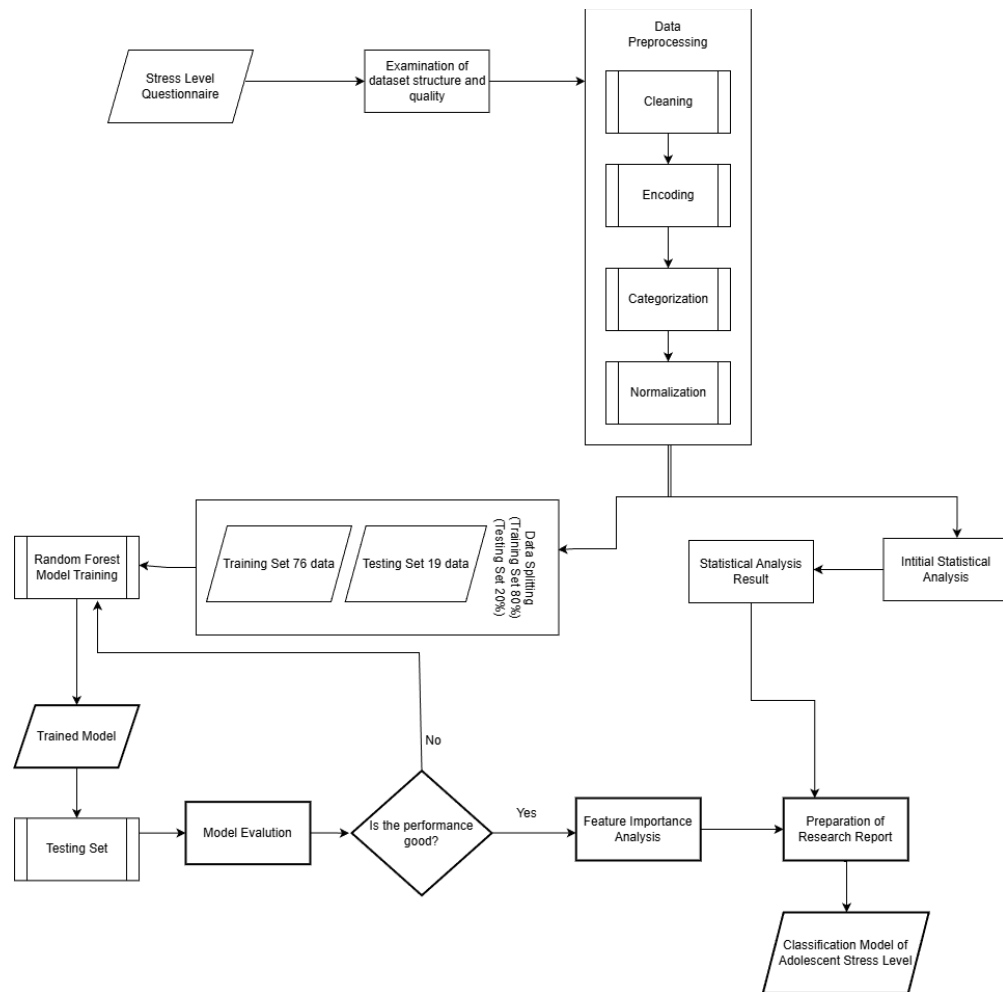 Data
Preprocessing
Stress Level
Questionnaire
Examination of
dataset structure and
quality
Cleaning
Encoding
Categorization
Normalization
Data Splitting
(Training Set 80%)
(Testing Set 20%)
Training Set 76 data
Testing Set 19 data
Random Forest
Model Training
Statistical Analysis
Result
Intitial Statistical
Analysis
Trained Model
No
Testing Set
Model Evalution
Is the performance
good?
Yes
Feature Importance
Analysis
Preparation of
Research Report
Classification Model of
Adolescent Stress Level